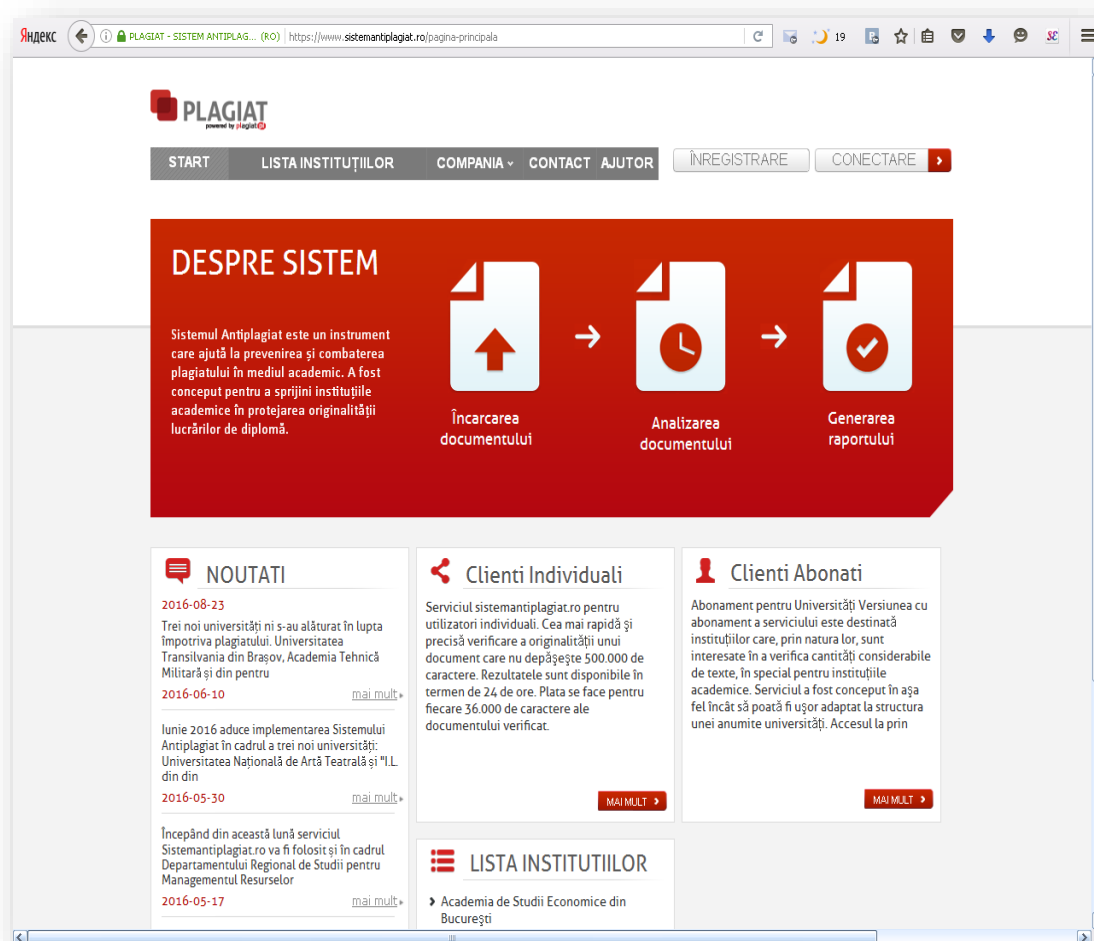 Яндекс
PLAGIAT - SISTEM ANTIPLAG... (RO)
https://www.sistemantiplagiat.ro/pagina-principala
19
PLAGIAT
powered by plagiat.pl
START
LISTA INSTITUȚIILOR
COMPANIA
CONTACT
AJUTOR
ÎNREGISTRARE
CONECTARE
DESPRE SISTEM
Sistemul Antiplagiat este un instrument
care ajută la prevenirea și combaterea
plagiatului în mediul academic. A fost
conceput pentru a sprijini instituțiile
academice în protejarea originalității
lucrărilor de diplomă.
Încarcarea
documentului
Analizarea
documentului
Generarea
raportului
NOUTATI
2016-08-23
Trei noi universități ni s-au alăturat în lupta
împotriva plagiatului. Universitatea
Transilvania din Brașov, Academia Tehnică
Militară și din pentru
2016-06-10
mai mult
Iunie 2016 aduce implementarea Sistemului
Antiplagiat în cadrul a trei noi universități:
Universitatea Națională de Artă Teatrală și "I.L.
din din
2016-05-30
mai mult
Începând din această lună serviciul
Sistemantiplagiat.ro va fi folosit și în cadrul
Departamentului Regional de Studii pentru
Managementul Resurselor
2016-05-17
mai mult
Clienti Individuali
Serviciul sistemantiplagiat.ro pentru
utilizatori individuali. Cea mai rapidă şi
precisă verificare a originalității unui
document care nu depăşeşte 500.000 de
caractere. Rezultatele sunt disponibile în
termen de 24 de ore. Plata se face pentru
fiecare 36.000 de caractere ale
documentului verificat.
MAI MULT
Clienti Abonati
Abonament pentru Universități Versiunea cu
abonament a serviciului este destinată
instituțiilor care, prin natura lor, sunt
interesate în a verifica cantități considerabile
de texte, în special pentru instituțiile
academice. Serviciul a fost conceput în aşa
fel încât să poată fi uşor adaptat la structura
unei anumite universități. Accesul la prin
MAI MULT
LISTA INSTITUTIILOR
Academia de Studii Economice din
Bucureşti